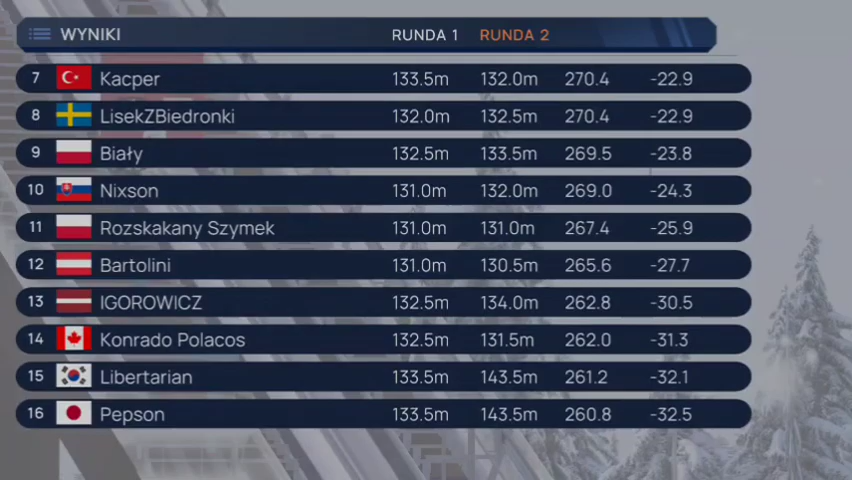 WYNIKI RUNDA 1 RUNDA 2
7 Kacper 133.5m 132.0m 270.4 -22.9
8 LisekZBiedronki 132.0m 132.5m 270.4 -22.9
9 Biały 132.5m 133.5m 269.5 -23.8
10 Nixson 131.0m 132.0m 269.0 -24.3
11 Rozskakany Szymek 131.0m 131.0m 267.4 -25.9
12 Bartolini 131.0m 130.5m 265.6 -27.7
13 IGOROWICZ 132.5m 134.0m 262.8 -30.5
14 Konrado Polacos 132.5m 131.5m 262.0 -31.3
15 Libertarian 133.5m 143.5m 261.2 -32.1
16 Pepson 133.5m 143.5m 260.8 -32.5